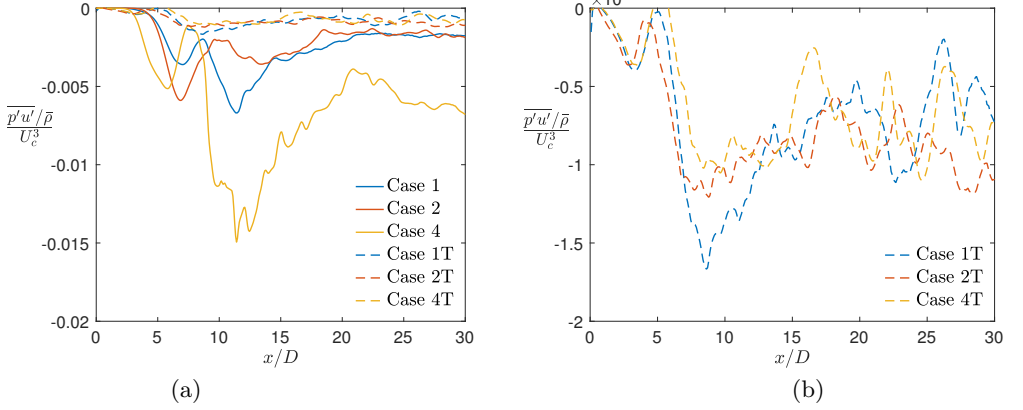 0
-0.005
-0.01
-0.015
-0.02
0 5 10 15 20 25 30
x/D
p'u'/ρ̄
U_c^3
Case 1
Case 2
Case 4
Case 1T
Case 2T
Case 4T
(a)
0
-0.5
-1
-1.5
-2
0 5 10 15 20 25 30
x/D
p'u'/ρ̄
U_c^3
Case 1T
Case 2T
Case 4T
(b)